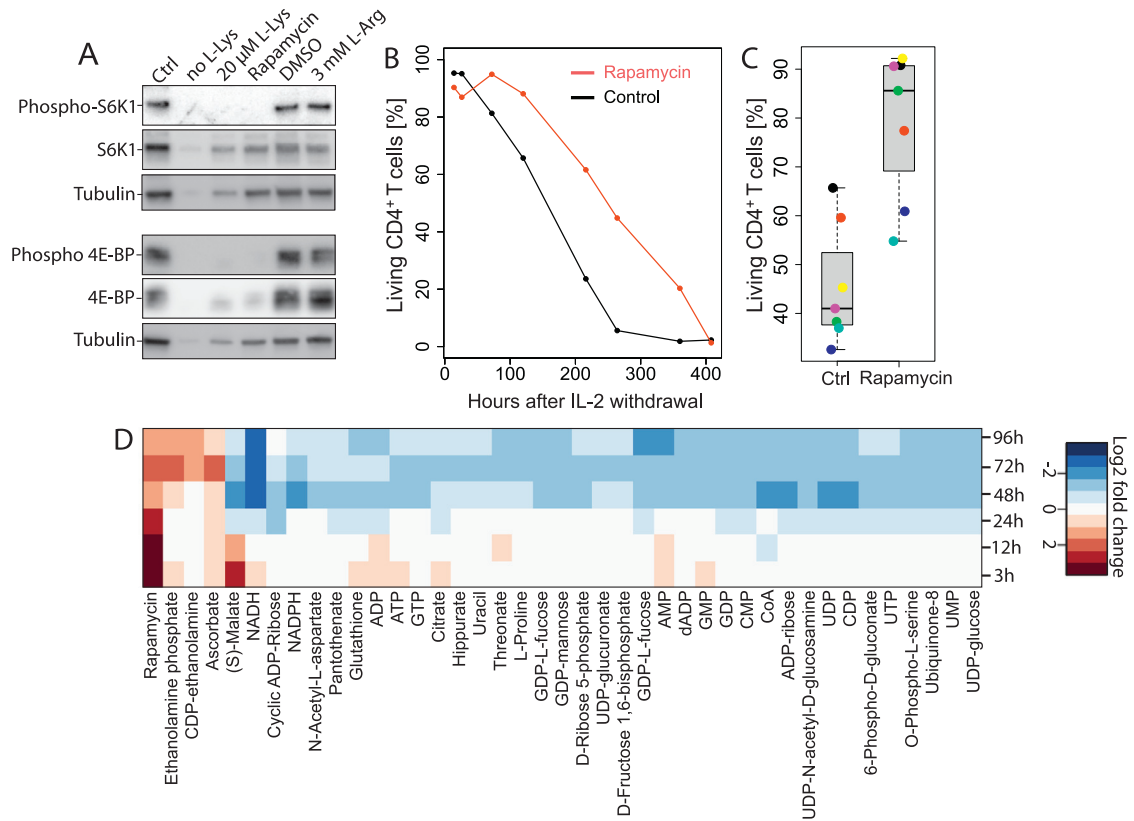 A
Ctrl
no L-Lys
20 µM L-Lys
Rapamycin
DMSO
3 mM L-Arg
Phospho-S6K1
S6K1
Tubulin
Phospho 4E-BP
4E-BP
Tubulin
B
Living CD4+ T cells [%]
100
80
60
40
20
0
Rapamycin
Control
0
100
200
300
400
Hours after IL-2 withdrawal
C
Living CD4+ T cells [%]
90
80
70
60
50
40
Ctrl
Rapamycin
D
96h
72h
48h
24h
12h
3h
-2
0
2
Log2 fold change
Rapamycin
Ethanolamine phosphate
CDP-ethanolamine
Ascorbate
(S)-Malate
NADH
Cyclic ADP-Ribose
NADPH
N-Acetyl-L-aspartate
Pantothenate
Glutathione
ADP
ATP
GTP
Citrate
Hippurate
Uracil
Threonate
L-Proline
GDP-L-fucose
GDP-mannose
D-Ribose 5-phosphate
UDP-glucuronate
D-Fructose 1,6-bisphosphate
GDP-L-fucose
AMP
dADP
GMP
GDP
CMP
CoA
ADP-ribose
UDP-N-acetyl-D-glucosamine
UDP
CDP
6-Phospho-D-gluconate
UTP
O-Phospho-L-serine
Ubiquinone-8
UMP
UDP-glucose